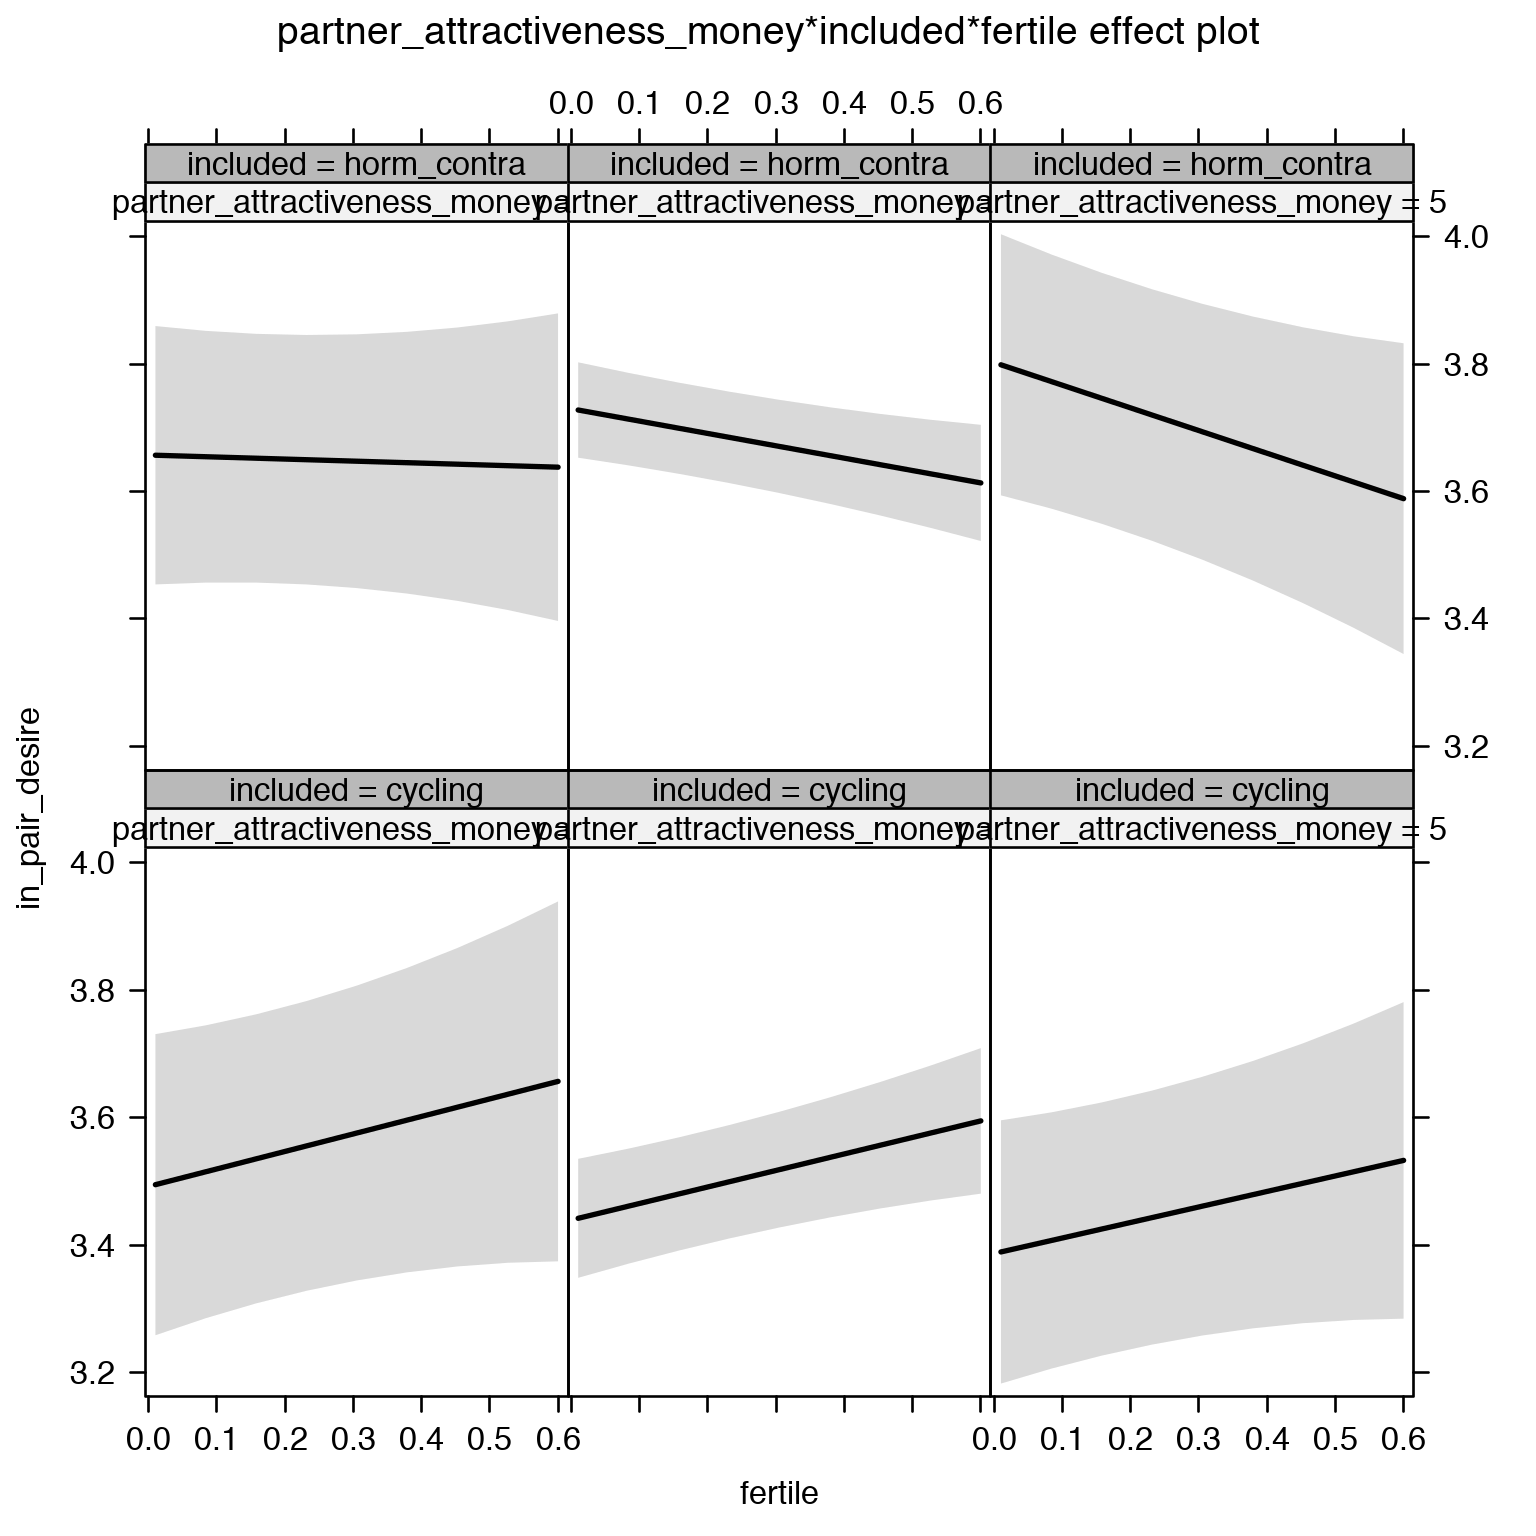 partner_attractiveness_money*included*fertile effect plot
0.0 0.1 0.2 0.3 0.4 0.5 0.6
included = horm_contra included = horm_contra included = horm_contra
partner_attractiveness_money = partner_attractiveness_money = partner_attractiveness_money = 5
4.0
3.8
3.6
3.4
3.2
in_pair_desire
included = cycling included = cycling included = cycling
partner_attractiveness_money = partner_attractiveness_money = partner_attractiveness_money = 5
4.0
3.8
3.6
3.4
3.2
0.0 0.1 0.2 0.3 0.4 0.5 0.6 0.0 0.1 0.2 0.3 0.4 0.5 0.6
fertile